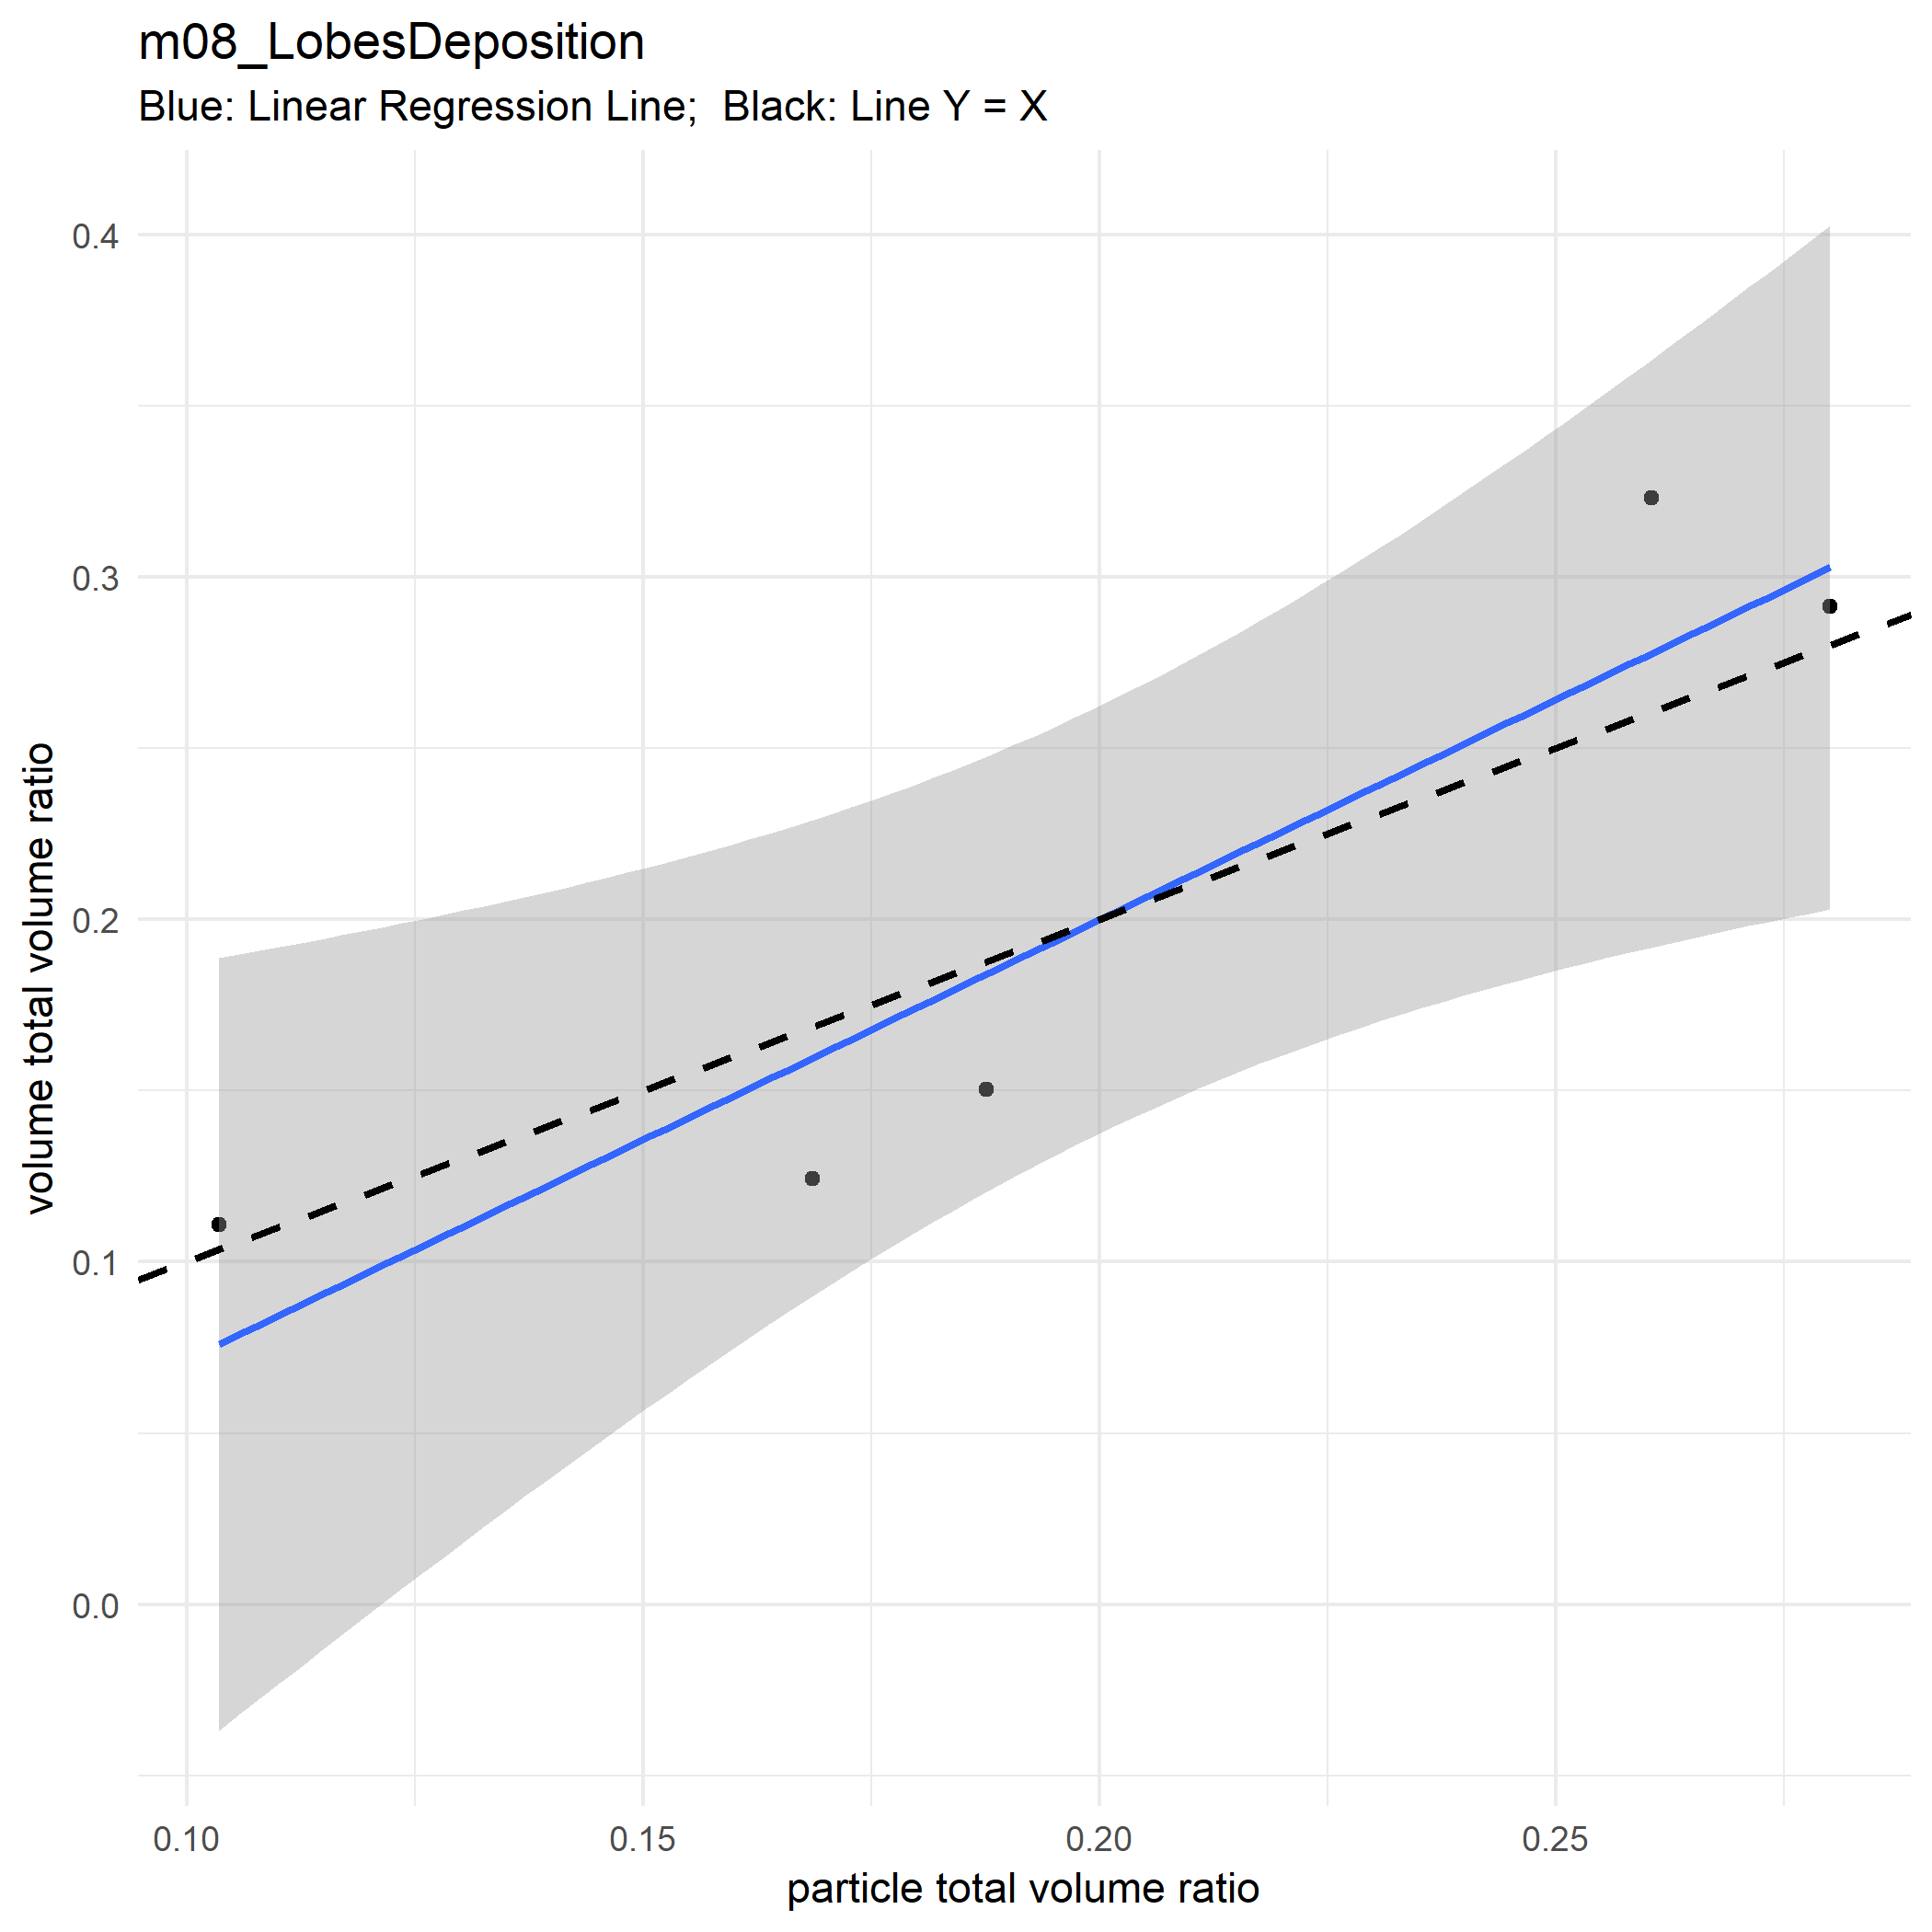 m08_LobesDeposition
Blue: Linear Regression Line;  Black: Line Y = X
0.4
0.3
0.2
0.1
0.0
volume total volume ratio
0.10
0.15
0.20
0.25
particle total volume ratio